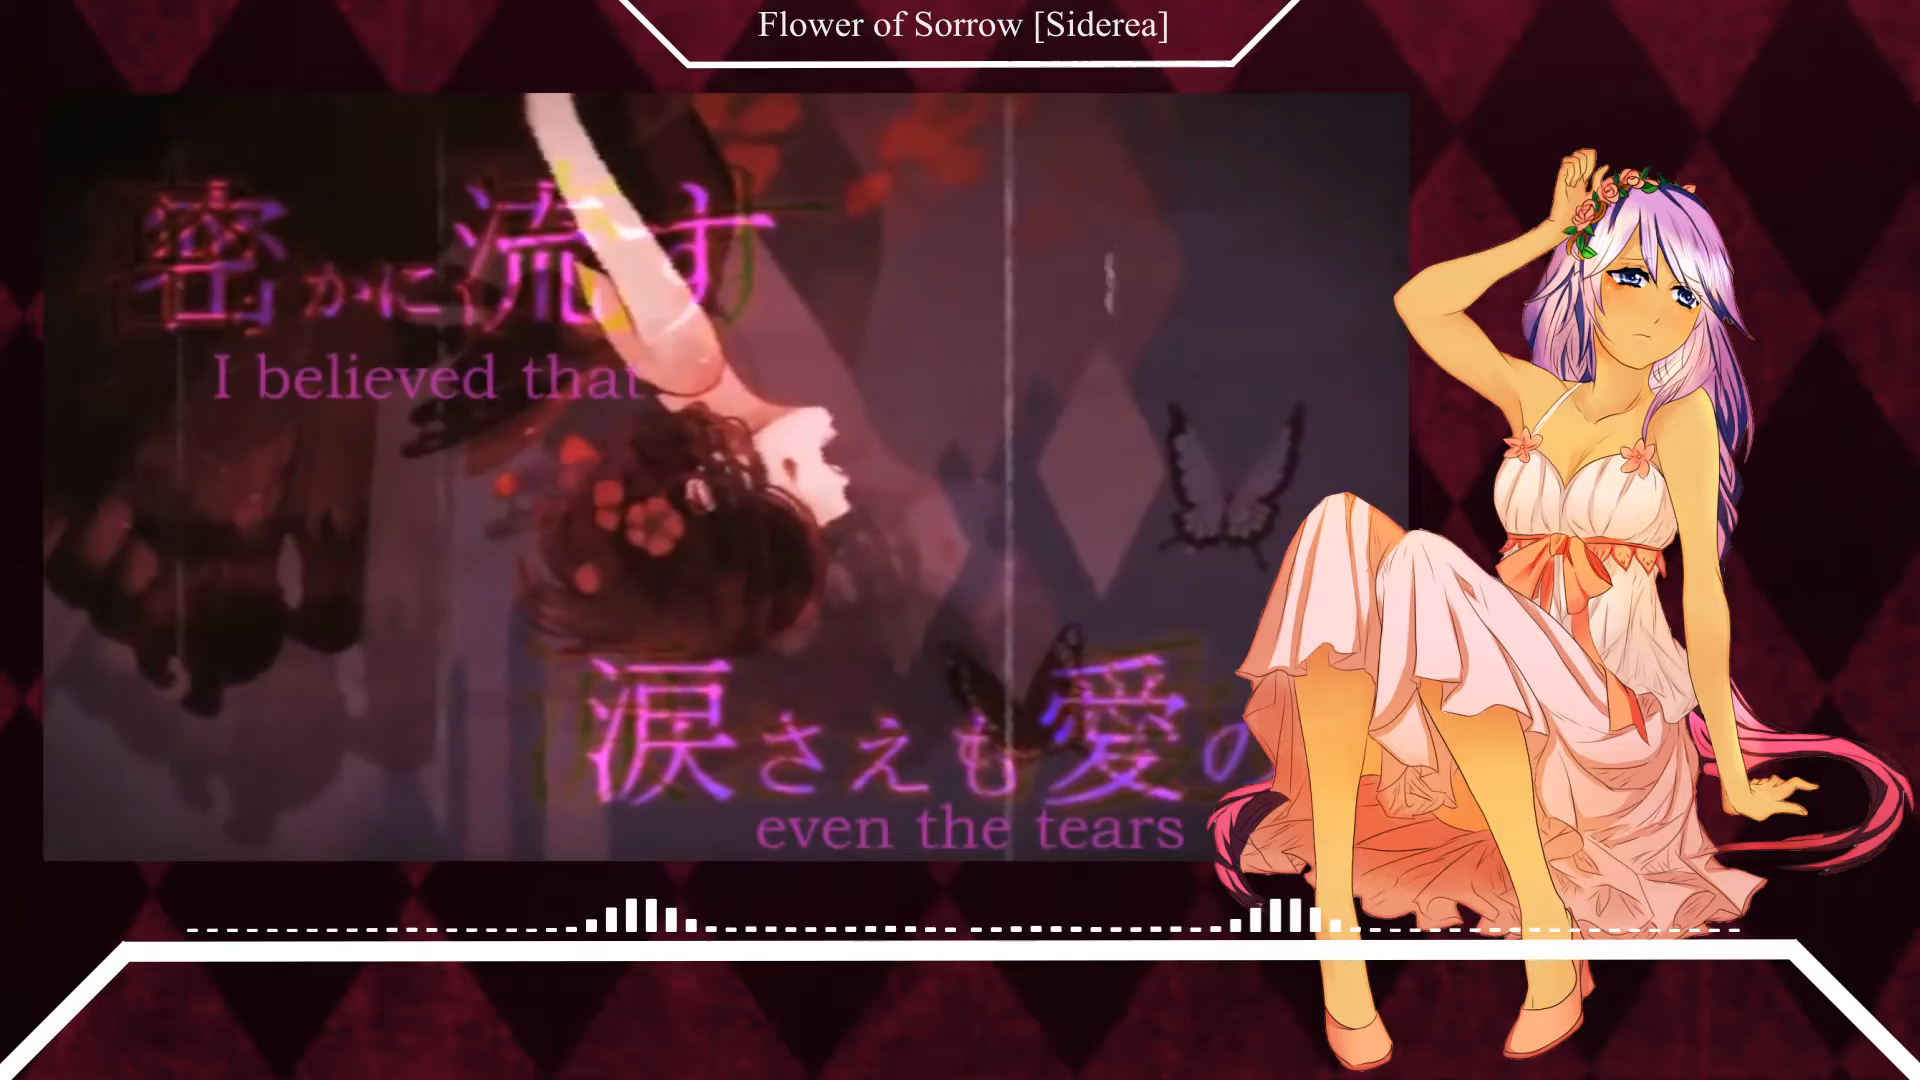 Flower of Sorrow [Siderea]
密かに流す
I believed that
涙さえも愛の
even the tears